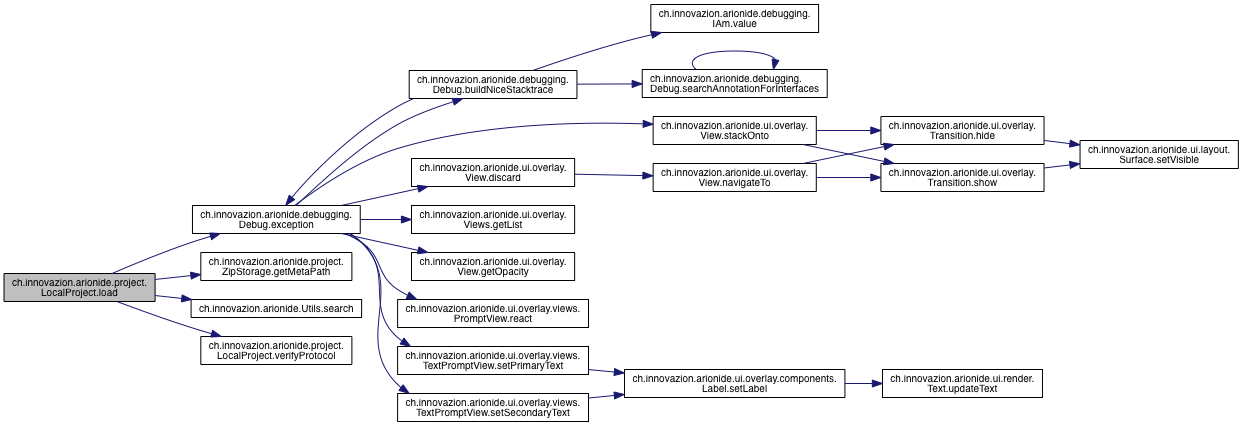 ch.innovazion.arionide.debugging.
IAm.value
ch.innovazion.arionide.debugging.
Debug.buildNiceStacktrace
ch.innovazion.arionide.debugging.
Debug.searchAnnotationForInterfaces
ch.innovazion.arionide.ui.overlay.
View.stackOnto
ch.innovazion.arionide.ui.overlay.
Transition.hide
ch.innovazion.arionide.ui.layout.
Surface.setVisible
ch.innovazion.arionide.ui.overlay.
View.discard
ch.innovazion.arionide.ui.overlay.
View.navigateTo
ch.innovazion.arionide.ui.overlay.
Transition.show
ch.innovazion.arionide.debugging.
Debug.exception
ch.innovazion.arionide.ui.overlay.
Views.getList
ch.innovazion.arionide.project.
ZipStorage.getMetaPath
ch.innovazion.arionide.ui.overlay.
View.getOpacity
ch.innovazion.arionide.project.
LocalProject.load
ch.innovazion.arionide.Utils.search
ch.innovazion.arionide.ui.overlay.views.
PromptView.react
ch.innovazion.arionide.project.
LocalProject.verifyProtocol
ch.innovazion.arionide.ui.overlay.views.
TextPromptView.setPrimaryText
ch.innovazion.arionide.ui.overlay.components.
Label.setLabel
ch.innovazion.arionide.ui.render.
Text.updateText
ch.innovazion.arionide.ui.overlay.views.
TextPromptView.setSecondaryText